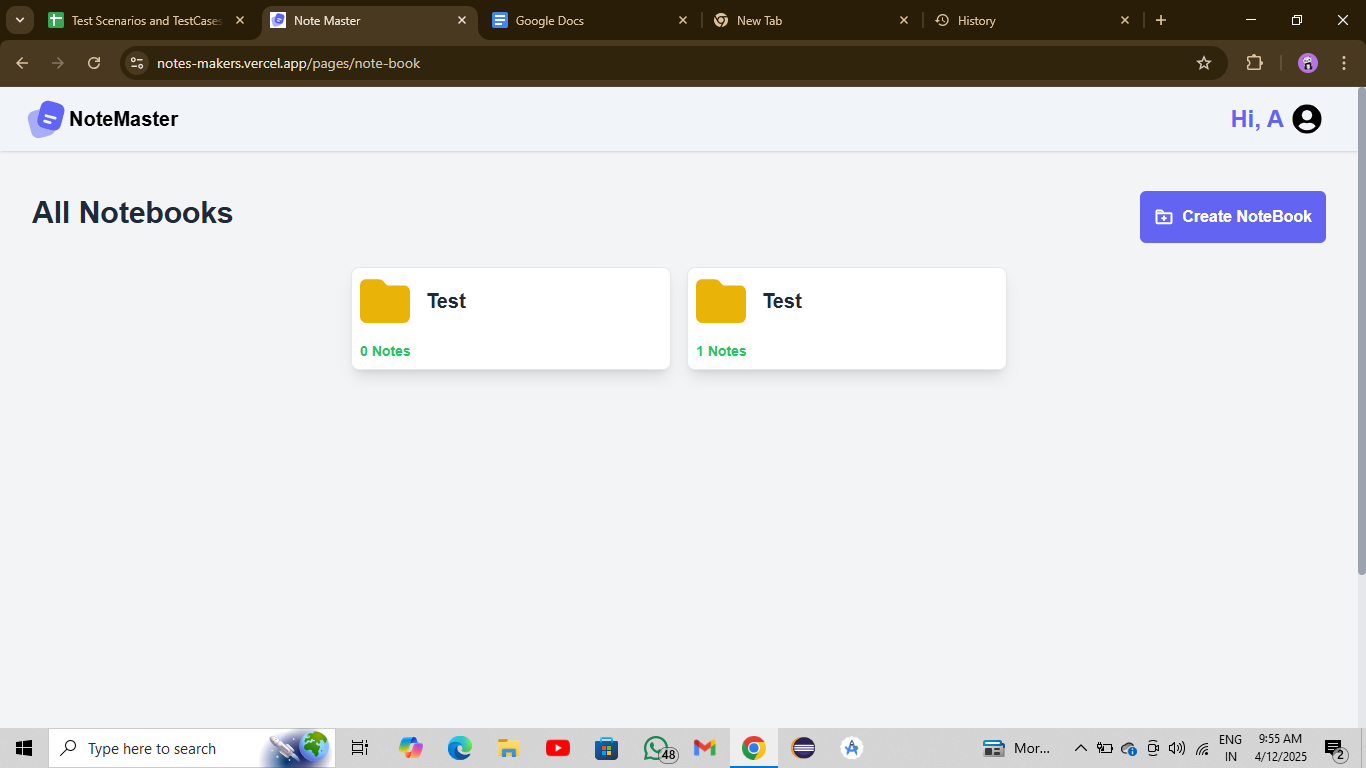 Test Scenarios and TestCases
Note Master
Google Docs
New Tab
History
notes-makers.vercel.app/pages/note-book
NoteMaster
Hi, A
All Notebooks
Create NoteBook
Test
0 Notes
Test
1 Notes
Type here to search
48
Mor...
ENG
IN
9:55 AM
4/12/2025
2